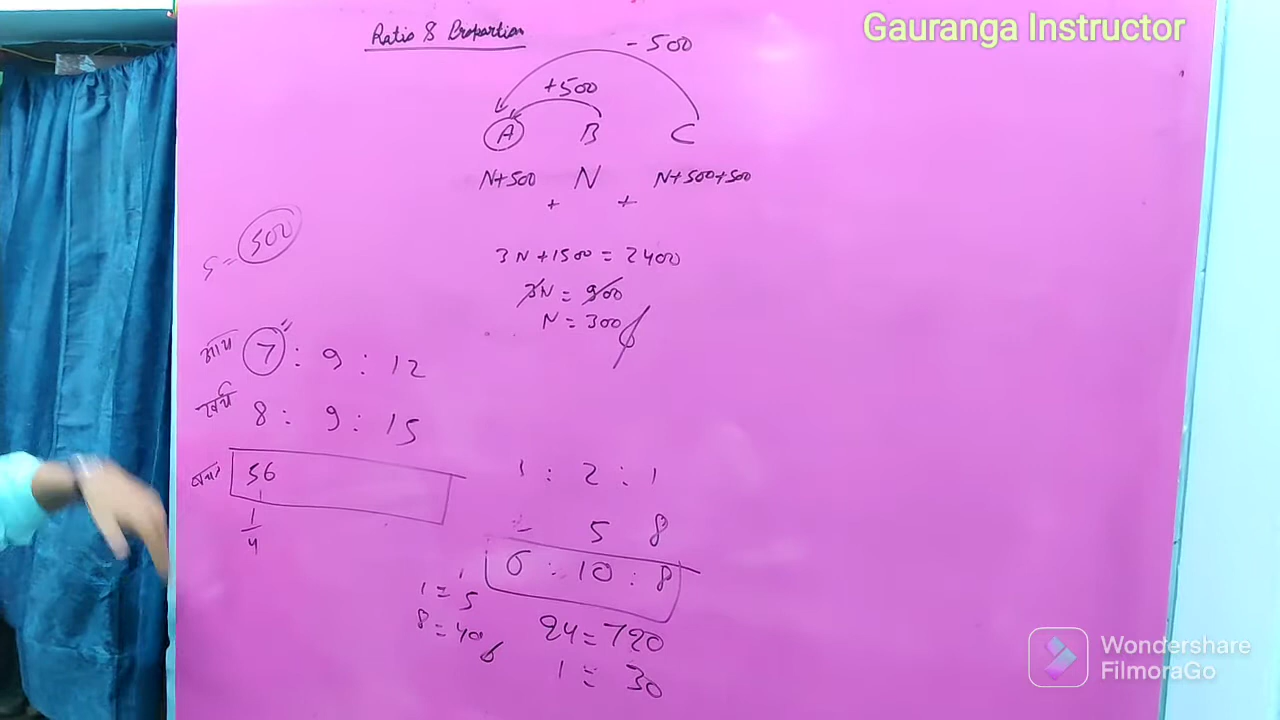 Gauranga Instructor
Ratio & Proportion
- 500
+500
A B C
N+500 N N+500+500
+ +
3N+1500 = 2400
3N = 900
N = 300
5 = 500
आय 7 : 9 : 12
खर्च 8 : 9 : 15
बचत 56
1/4
1 : 2 : 1
5 8
6 : 10 : 8
1 = 5
8 = 40
24 = 720
1 = 30
Wondershare
FilmoraGo